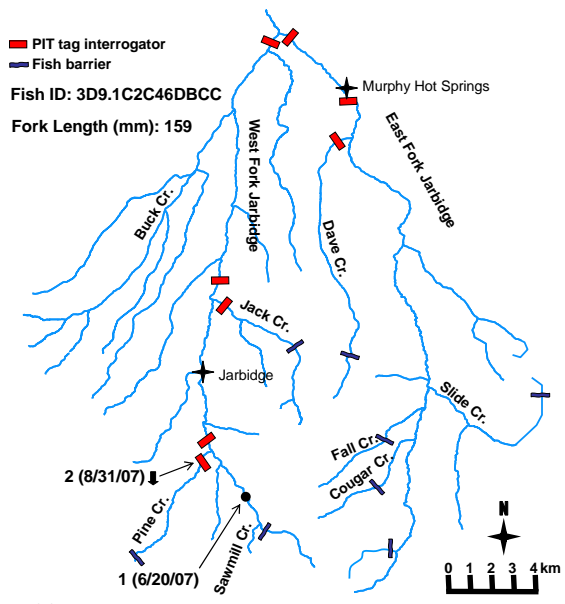 PIT tag interrogator
Fish barrier
Fish ID: 3D9.1C2C46DBCC
Fork Length (mm): 159
Murphy Hot Springs
West Fork Jarbidge
East Fork Jarbidge
Buck Cr.
Dave Cr.
Jack Cr.
Jarbidge
Slide Cr.
Fall Cr.
Cougar Cr.
2 (8/31/07)
Pine Cr.
Sawmill Cr.
1 (6/20/07)
N
0 1 2 3 4 km